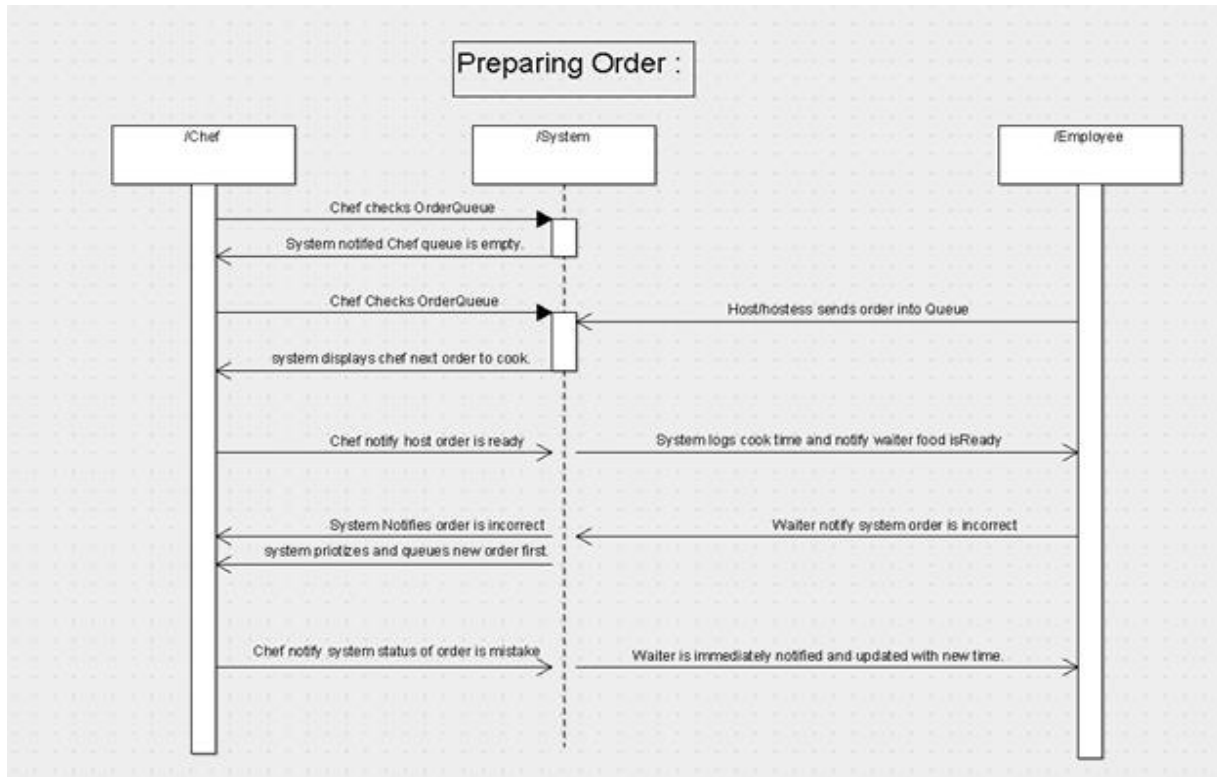 Preparing Order :
/Chef
/System
/Employee
Chef checks OrderQueue
System notifed Chef queue is empty.
Chef Checks OrderQueue
Host/hostess sends order into Queue
system displays chef next order to cook.
Chef notify host order is ready
System logs cook time and notify waiter food isReady
System Notifies order is incorrect
Waiter notify system order is incorrect
system priotizes and queues new order first.
Chef notify system status of order is mistake
Waiter is immediately notified and updated with new time.